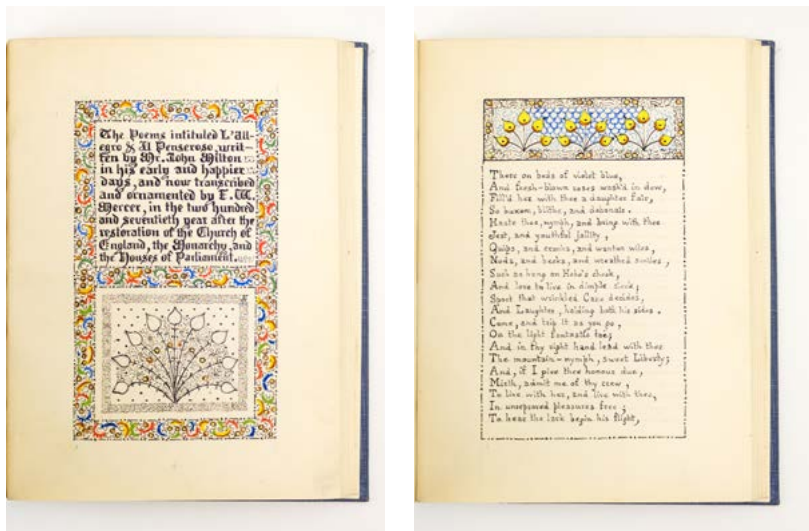 The Poems intituled L'All-
egro & Il Penseroso, writ-
ten by Mr. John Milton
in his early and happier
days, and now transcribed
and ornamented by F. W.
Mercer, in the two hundred
and seventieth year after the
restoration of the Church of
England, the Monarchy, and
the Houses of Parliament.
There on beds of violet blue,
And fresh-blown roses wash'd in dew,
Fill'd her with thee a daughter fair,
So buxom, blithe, and debonair.
Haste thee, nymph, and bring with thee
Jest, and youthful jollity,
Quips, and cranks, and wanton wiles,
Nods, and becks, and wreathed smiles,
Such as hang on Hebe's cheek,
And love to live in dimple sleek;
Sport that wrinkled Care derides,
And Laughter, holding both his sides.
Come, and trip it as you go,
On the light fantastic toe;
And in thy right hand lead with thee
The mountain-nymph, sweet Liberty;
And, if I give thee honour due,
Mirth, admit me of thy crew,
To live with her, and live with thee,
In unreproved pleasures free;
To hear the lark begin his flight,